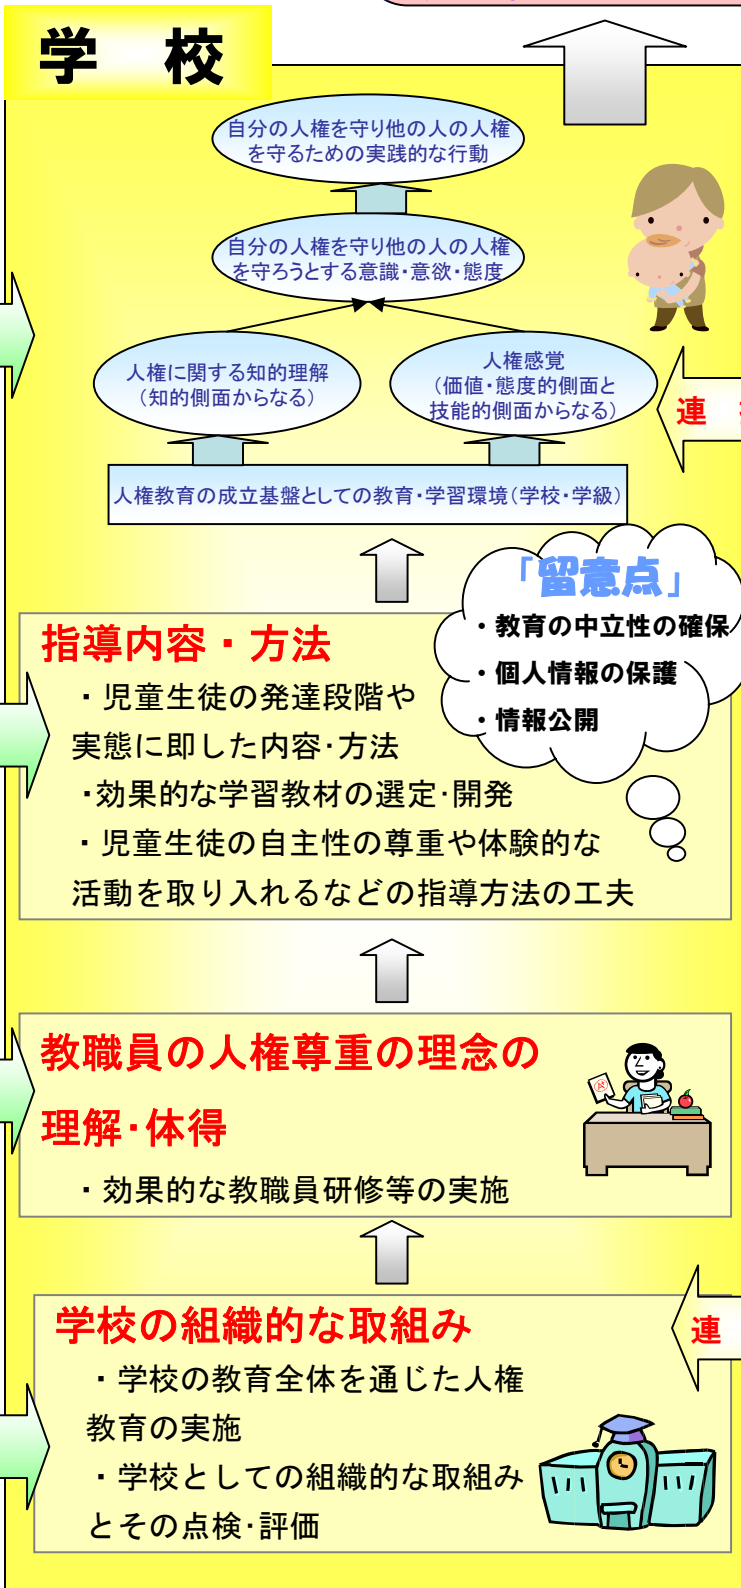 学　校
自分の人権を守り他の人の人権
を守るための実践的な行動
自分の人権を守り他の人の人権
を守ろうとする意識・意欲・態度
人権に関する知的理解
（知的側面からなる）
人権感覚
（価値・態度的側面と
技能的側面からなる）
連
人権教育の成立基盤としての教育・学習環境（学校・学級）
「留意点」
・教育の中立性の確保
・個人情報の保護
・情報公開
指導内容・方法
・児童生徒の発達段階や
実態に即した内容・方法
・効果的な学習教材の選定・開発
・児童生徒の自主性の尊重や体験的な
活動を取り入れるなどの指導方法の工夫
教職員の人権尊重の理念の
理解・体得
・効果的な教職員研修等の実施
学校の組織的な取組み
連
・学校の教育全体を通じた人権
教育の実施
・学校としての組織的な取組み
とその点検・評価